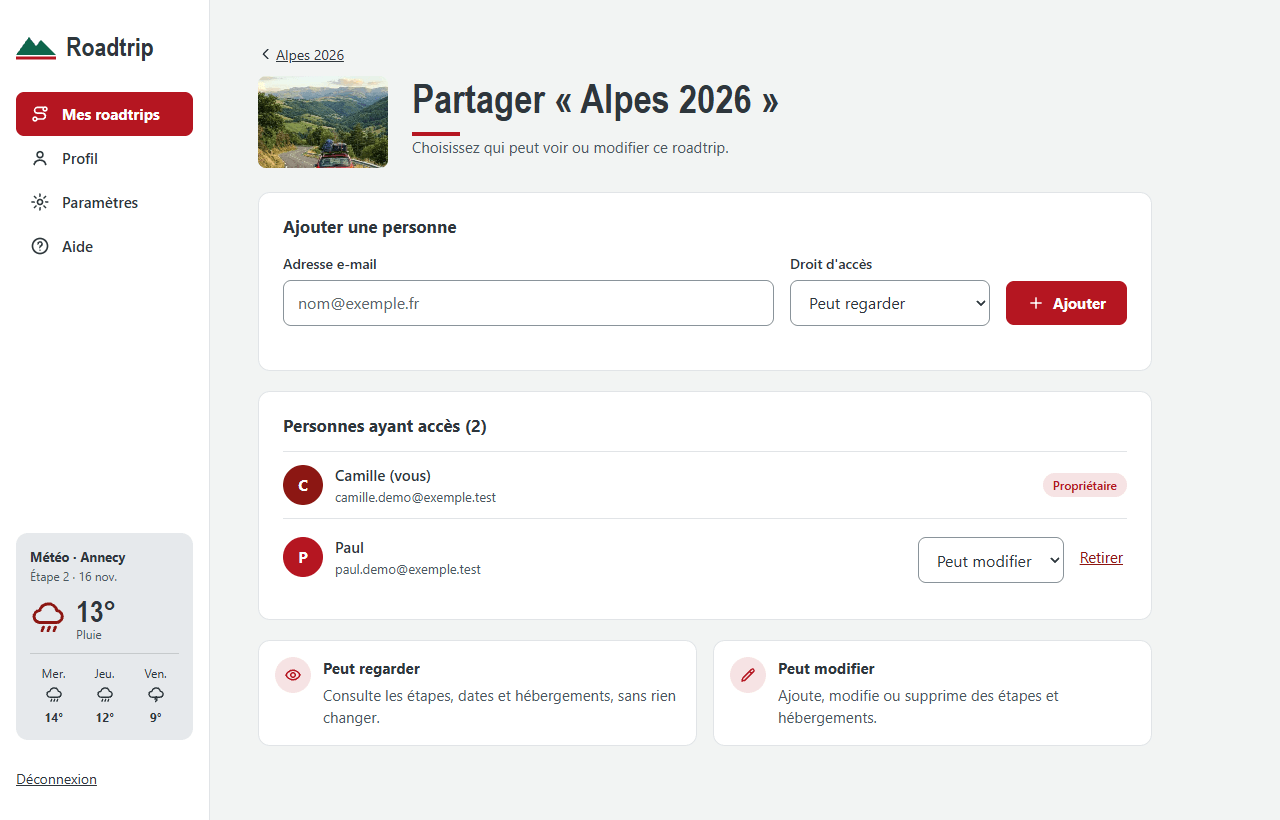 Roadtrip
Mes roadtrips
Profil
Paramètres
Aide
Météo · Annecy
Étape 2 · 16 nov.
13°
Pluie
Mer. Jeu. Ven.
14° 12° 9°
Déconnexion
Alpes 2026
Partager « Alpes 2026 »
Choisissez qui peut voir ou modifier ce roadtrip.
Ajouter une personne
Adresse e-mail Droit d'accès
nom@exemple.fr Peut regarder Ajouter
Personnes ayant accès (2)
C Camille (vous)
camille.demo@exemple.test
Propriétaire
P Paul
paul.demo@exemple.test
Peut modifier Retirer
Peut regarder
Consulte les étapes, dates et hébergements, sans rien
changer.
Peut modifier
Ajoute, modifie ou supprime des étapes et
hébergements.